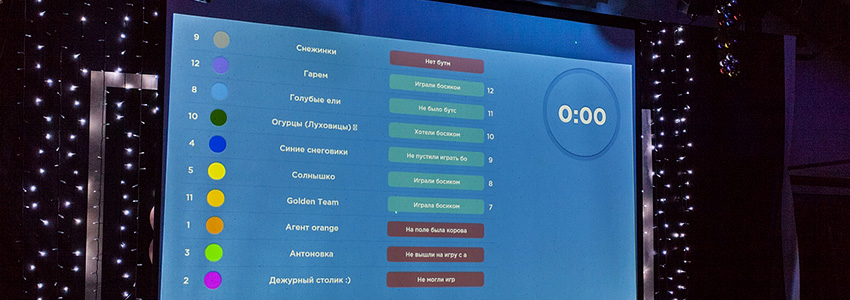 9 Снежинки Нет бутм
12 Гарем Играли босиком 12
8 Голубые ели Не было бутс 11
10 Огурцы (Луховицы) Хотели босяком 10
4 Синие снеговики Не пустили играть бо 9
5 Солнышко Играли босиком 8
11 Golden Team Играла босиком 7
1 Агент orange На поле была корова
3 Антоновка Не вышли на игру с а
2 Дежурный столик :) Не могли игр
0:00